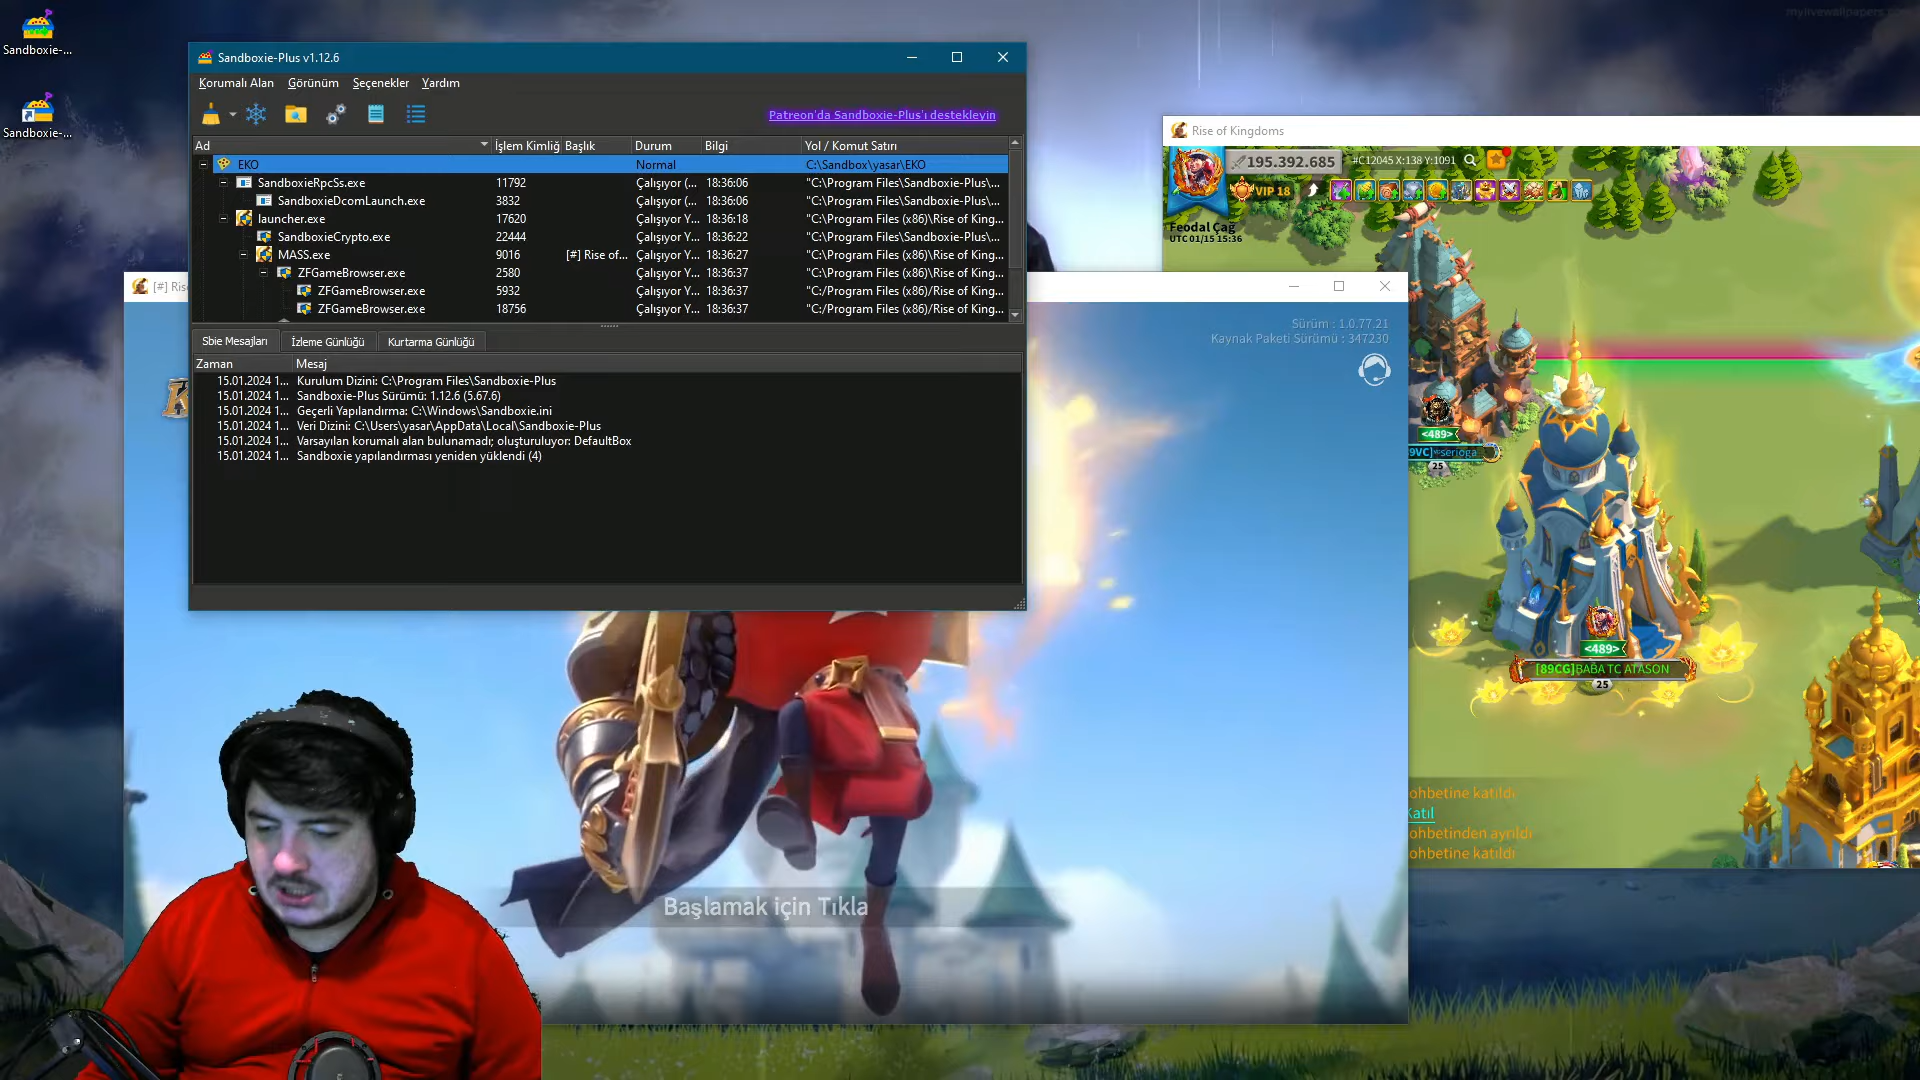 mylivewallpapers.
Sandboxie-...
Sandboxie-...
Sandboxie-Plus v1.12.6
Korumalı Alan Görünüm Seçenekler Yardım
Patreon'da Sandboxie-Plus'ı destekleyin
Ad İşlem Kimliğ Başlık Durum Bilgi Yol / Komut Satırı
EKO Normal C:\Sandbox\yasar\EKO
SandboxieRpcSs.exe 11792 Çalışıyor (... 18:36:06 "C:\Program Files\Sandboxie-Plus\...
SandboxieDcomLaunch.exe 3832 Çalışıyor (... 18:36:06 "C:\Program Files\Sandboxie-Plus\...
launcher.exe 17620 Çalışıyor Y... 18:36:18 "C:\Program Files (x86)\Rise of King...
SandboxieCrypto.exe 22444 Çalışıyor Y... 18:36:22 "C:\Program Files\Sandboxie-Plus\...
MASS.exe 9016 [#] Rise of... Çalışıyor Y... 18:36:27 "C:\Program Files (x86)\Rise of King...
ZFGameBrowser.exe 2580 Çalışıyor Y... 18:36:37 "C:\Program Files (x86)\Rise of King...
ZFGameBrowser.exe 5932 Çalışıyor Y... 18:36:37 "C:/Program Files (x86)/Rise of King...
ZFGameBrowser.exe 18756 Çalışıyor Y... 18:36:37 "C:/Program Files (x86)/Rise of King...
Sbie Mesajları İzleme Günlüğü Kurtarma Günlüğü
Zaman Mesaj
15.01.2024 1... Kurulum Dizini: C:\Program Files\Sandboxie-Plus
15.01.2024 1... Sandboxie-Plus Sürümü: 1.12.6 (5.67.6)
15.01.2024 1... Geçerli Yapılandırma: C:\Windows\Sandboxie.ini
15.01.2024 1... Veri Dizini: C:\Users\yasar\AppData\Local\Sandboxie-Plus
15.01.2024 1... Varsayılan korumalı alan bulunamadı; oluşturuluyor: DefaultBox
15.01.2024 1... Sandboxie yapılandırması yeniden yüklendi (4)
[#] Ris
Sürüm : 1.0.77.21
Kaynak Paketi Sürümü : 347230
Başlamak için Tıkla
Rise of Kingdoms
195.392.685 #C12045 X:138 Y:1091
VIP 18
Feodal Çağ
UTC 01/15 15:36
<489>
9VC]serioga
25
<489>
[89CG]BABA TC ATASON
25
ohbetine katıldı
Katıl
ohbetinden ayrıldı
ohbetine katıldı